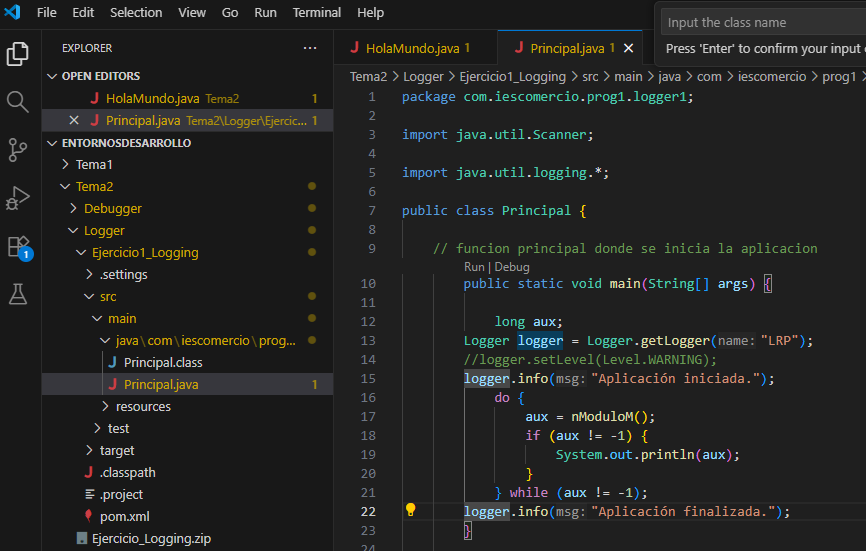 File Edit Selection View Go Run Terminal Help
Input the class name
Press 'Enter' to confirm your input
EXPLORER
OPEN EDITORS
HolaMundo.java Tema2 1
Principal.java Tema2\Logger\Ejercic... 1
ENTORNOSDESARROLLO
Tema1
Tema2
Debugger
Logger
Ejercicio1_Logging
.settings
src
main
java\com\iescomercio\prog...
Principal.class
Principal.java 1
resources
test
target
.classpath
.project
pom.xml
Ejercicio_Logging.zip
1
HolaMundo.java 1
Principal.java 1
Tema2 > Logger > Ejercicio1_Logging > src > main > java > com > iescomercio > prog1
1 package com.iescomercio.prog1.logger1;
2
3 import java.util.Scanner;
4
5 import java.util.logging.*;
6
7 public class Principal {
8
9 // funcion principal donde se inicia la aplicacion
Run | Debug
10 public static void main(String[] args) {
11
12 long aux;
13 Logger logger = Logger.getLogger(name: "LRP");
14 //logger.setLevel(Level.WARNING);
15 logger.info(msg: "Aplicación iniciada.");
16 do {
17 aux = nModuloM();
18 if (aux != -1) {
19 System.out.println(aux);
20 }
21 } while (aux != -1);
22 logger.info(msg: "Aplicación finalizada.");
23 }
24